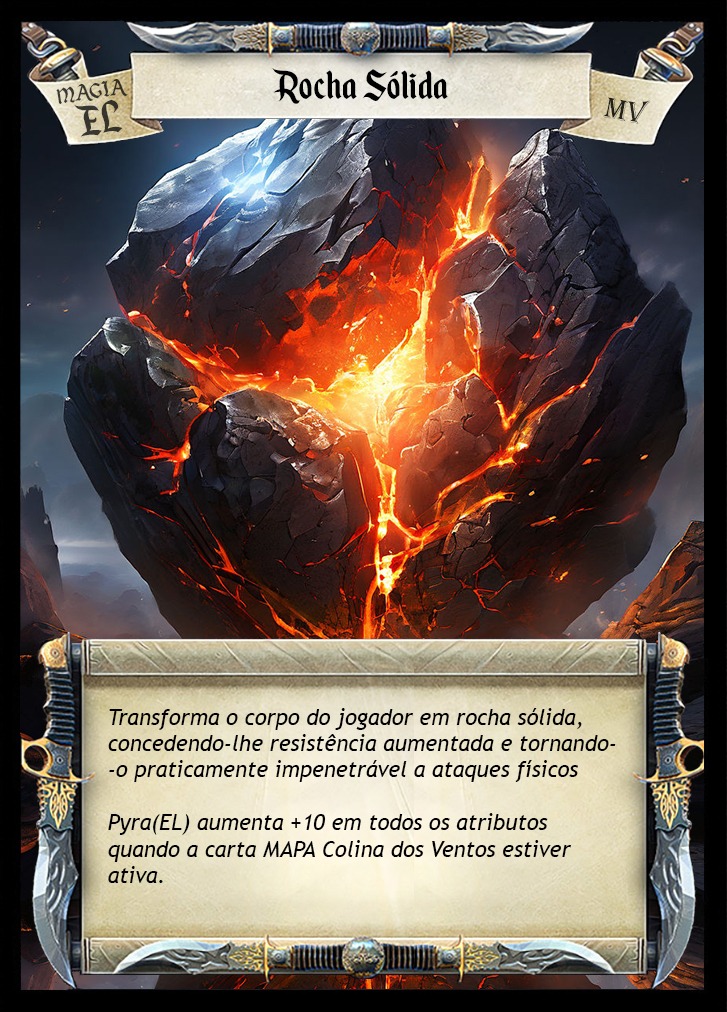 Rocha Sólida
MAGIA
EL
MV
Transforma o corpo do jogador em rocha sólida,
concedendo-lhe resistência aumentada e tornando-
-o praticamente impenetrável a ataques físicos
Pyra(EL) aumenta +10 em todos os atributos
quando a carta MAPA Colina dos Ventos estiver
ativa.